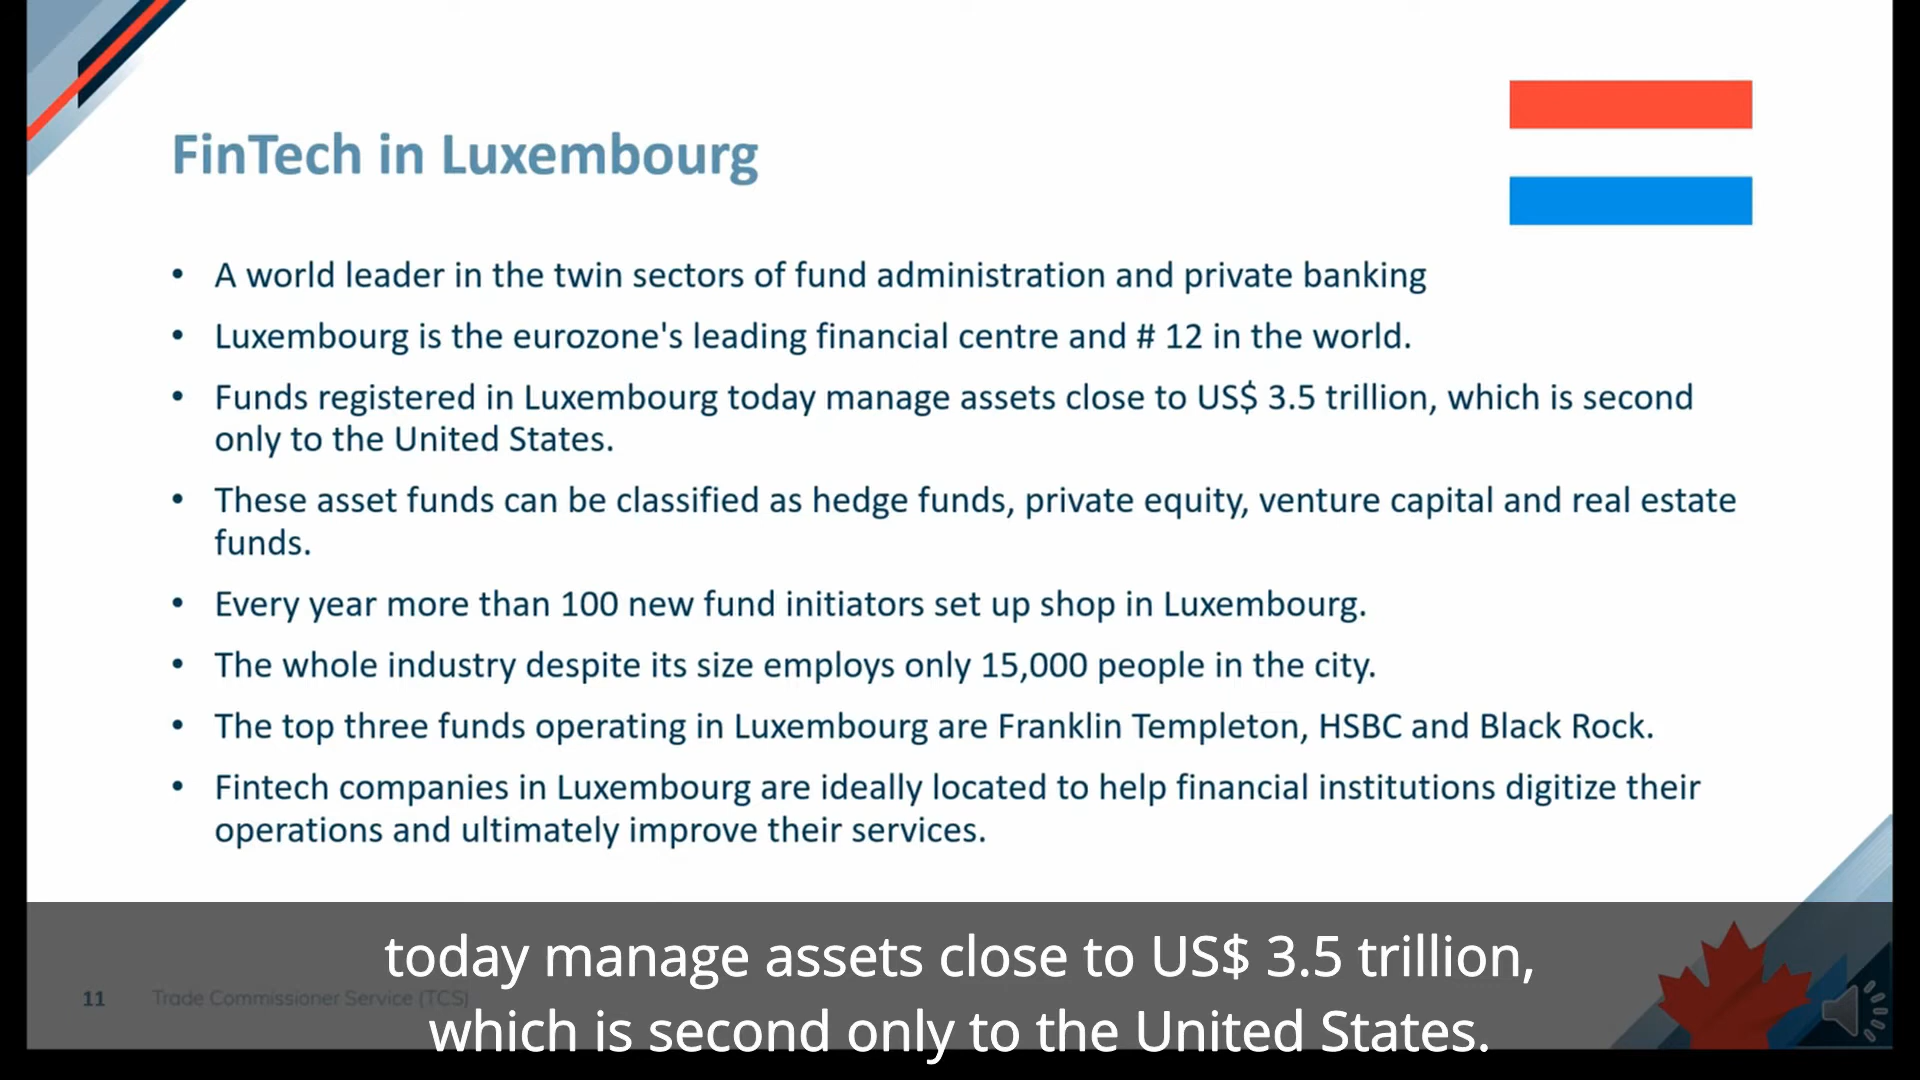 FinTech in Luxembourg
• A world leader in the twin sectors of fund administration and private banking
• Luxembourg is the eurozone's leading financial centre and # 12 in the world.
• Funds registered in Luxembourg today manage assets close to US$ 3.5 trillion, which is second
only to the United States.
• These asset funds can be classified as hedge funds, private equity, venture capital and real estate
funds.
• Every year more than 100 new fund initiators set up shop in Luxembourg.
• The whole industry despite its size employs only 15,000 people in the city.
• The top three funds operating in Luxembourg are Franklin Templeton, HSBC and Black Rock.
• Fintech companies in Luxembourg are ideally located to help financial institutions digitize their
operations and ultimately improve their services.
today manage assets close to US$ 3.5 trillion,
11 Trade Commissioner Service (TCS)
which is second only to the United States.